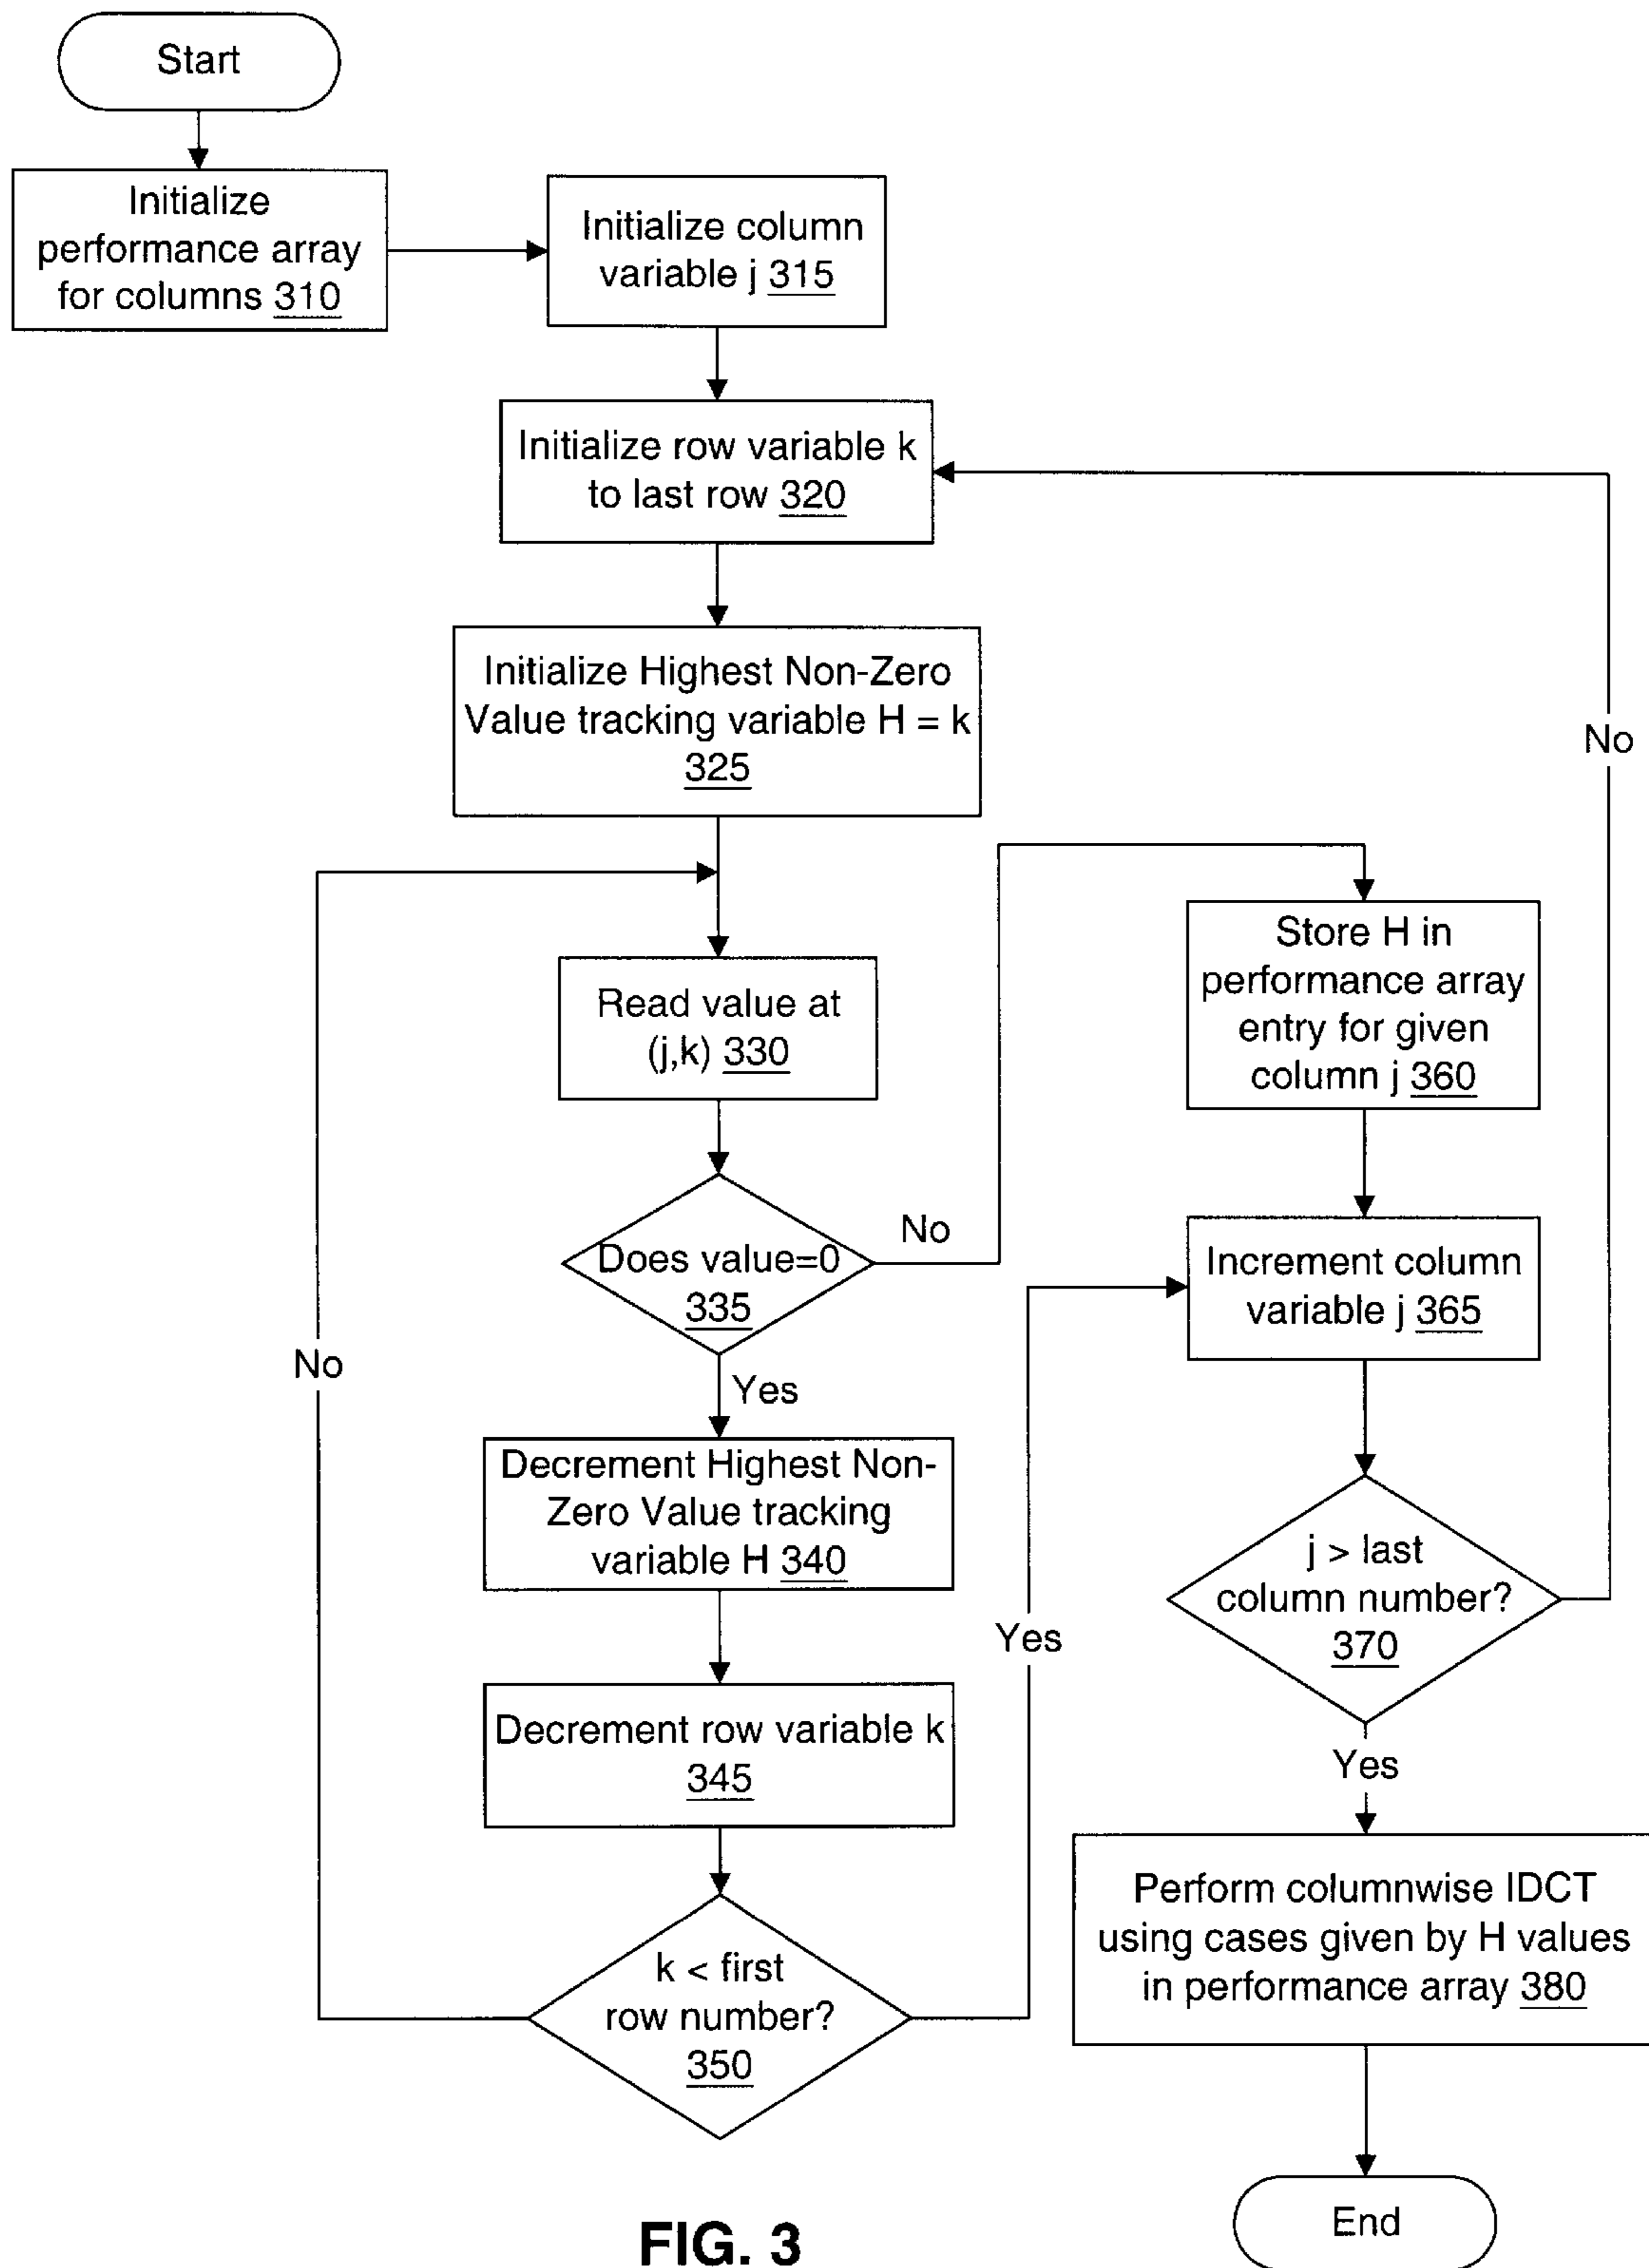 Start
Initialize
performance array
for columns 310
Initialize column
variable j 315
Initialize row variable k
to last row 320
Initialize Highest Non-Zero
Value tracking variable H = k
325
No
Read value at
(j,k) 330
Store H in
performance array
entry for given
column j 360
Does value=0
335
No
Increment column
variable j 365
No
Yes
Decrement Highest Non-
Zero Value tracking
variable H 340
j > last
column number?
370
Yes
Decrement row variable k
345
Yes
k < first
row number?
350
Perform columnwise IDCT
using cases given by H values
in performance array 380
End
FIG. 3